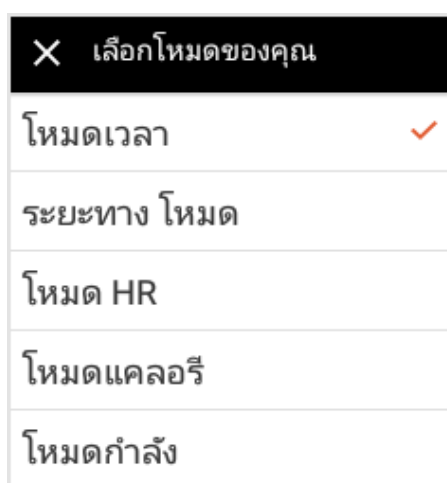 เลือกโหมดของคุณ
โหมดเวลา
ระยะทาง โหมด
โหมด HR
โหมดแคลอรี
โหมดกำลัง